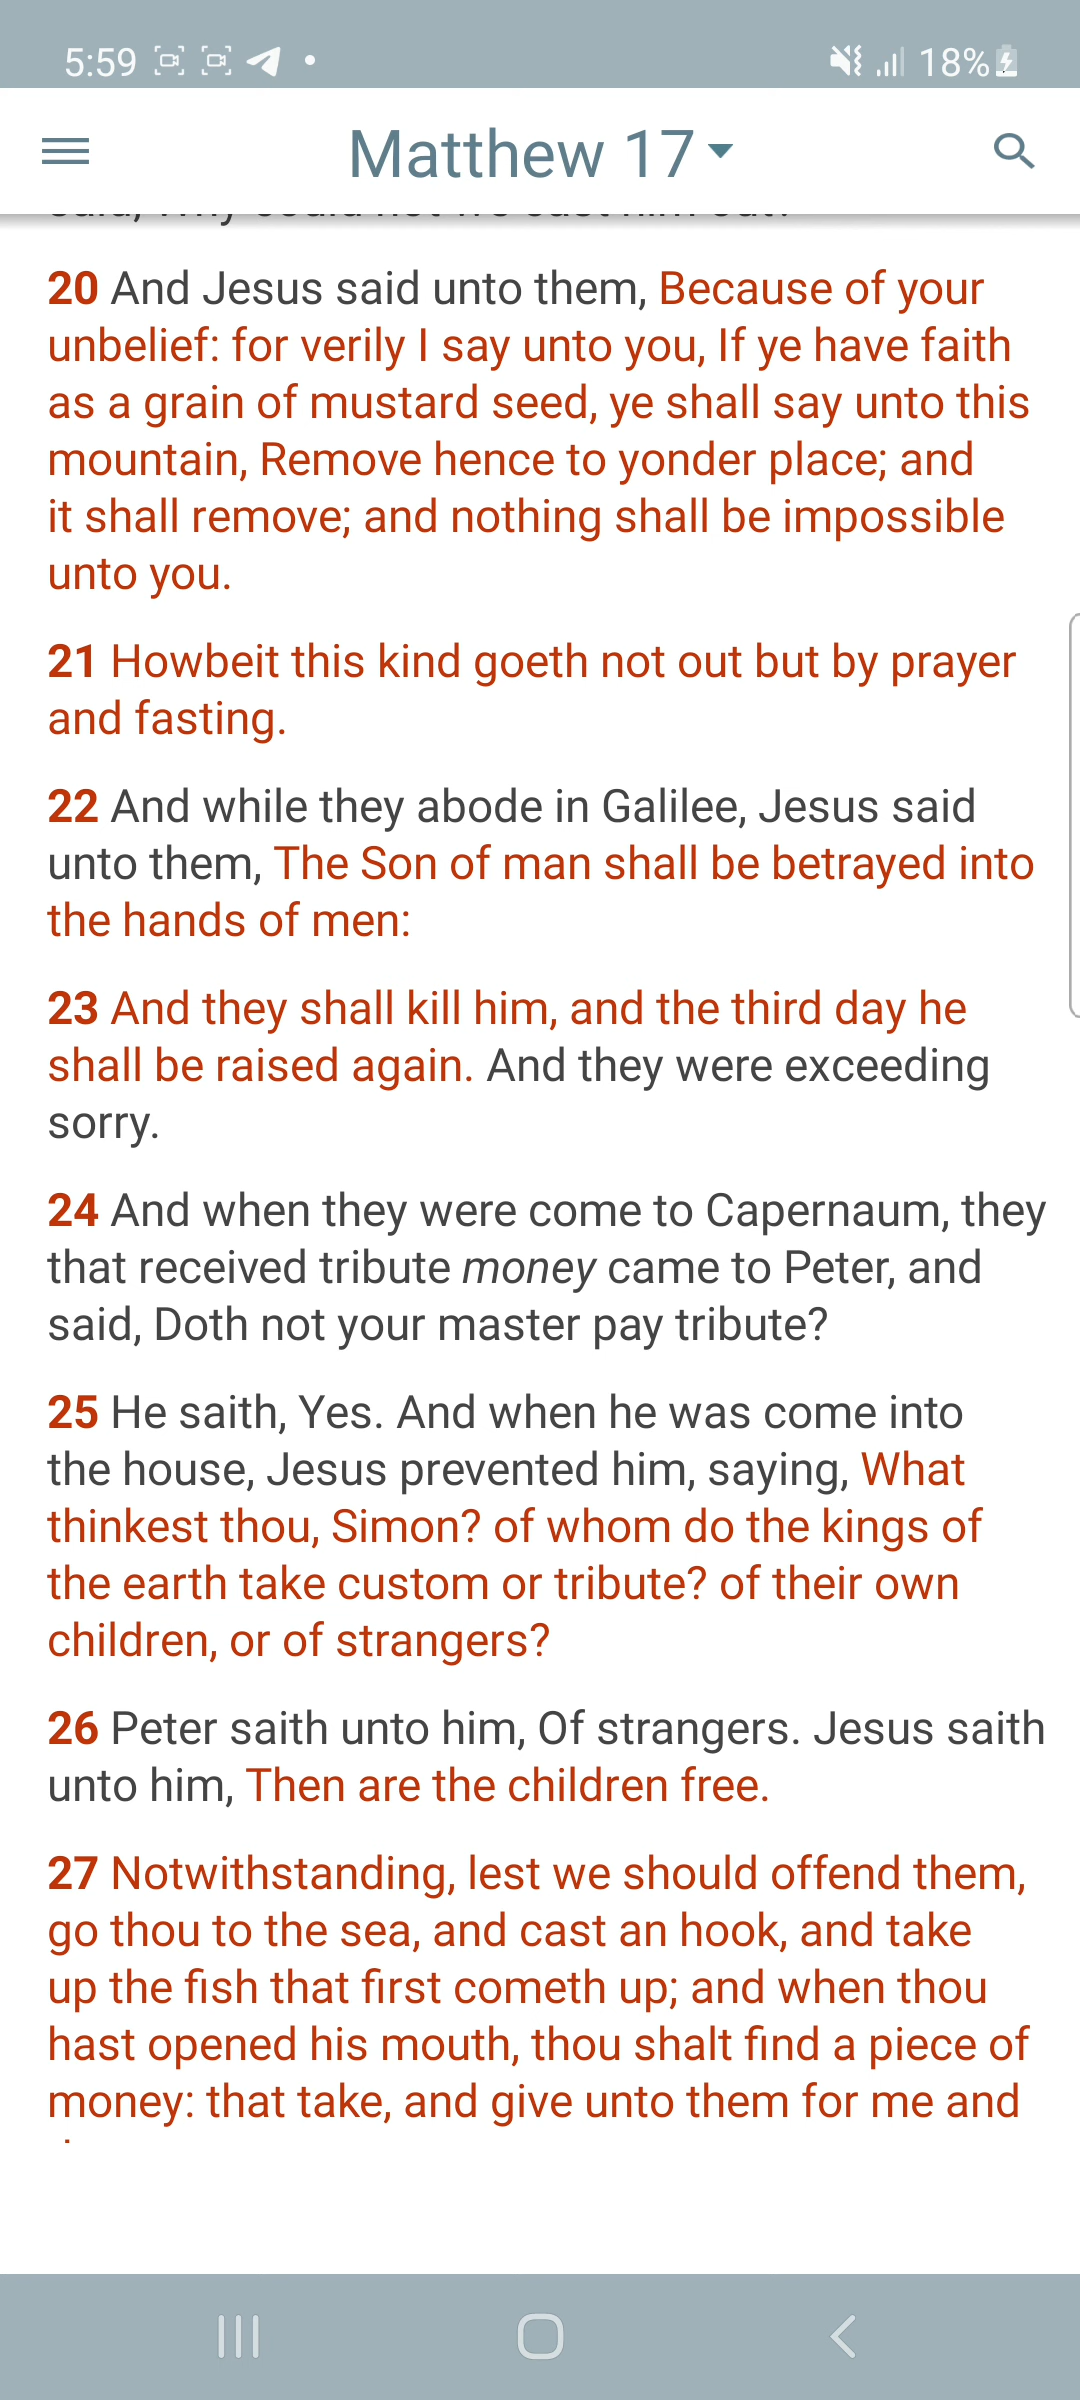 5:59 18%
Matthew 17
20 And Jesus said unto them, Because of your
unbelief: for verily I say unto you, If ye have faith
as a grain of mustard seed, ye shall say unto this
mountain, Remove hence to yonder place; and
it shall remove; and nothing shall be impossible
unto you.
21 Howbeit this kind goeth not out but by prayer
and fasting.
22 And while they abode in Galilee, Jesus said
unto them, The Son of man shall be betrayed into
the hands of men:
23 And they shall kill him, and the third day he
shall be raised again. And they were exceeding
sorry.
24 And when they were come to Capernaum, they
that received tribute money came to Peter, and
said, Doth not your master pay tribute?
25 He saith, Yes. And when he was come into
the house, Jesus prevented him, saying, What
thinkest thou, Simon? of whom do the kings of
the earth take custom or tribute? of their own
children, or of strangers?
26 Peter saith unto him, Of strangers. Jesus saith
unto him, Then are the children free.
27 Notwithstanding, lest we should offend them,
go thou to the sea, and cast an hook, and take
up the fish that first cometh up; and when thou
hast opened his mouth, thou shalt find a piece of
money: that take, and give unto them for me and